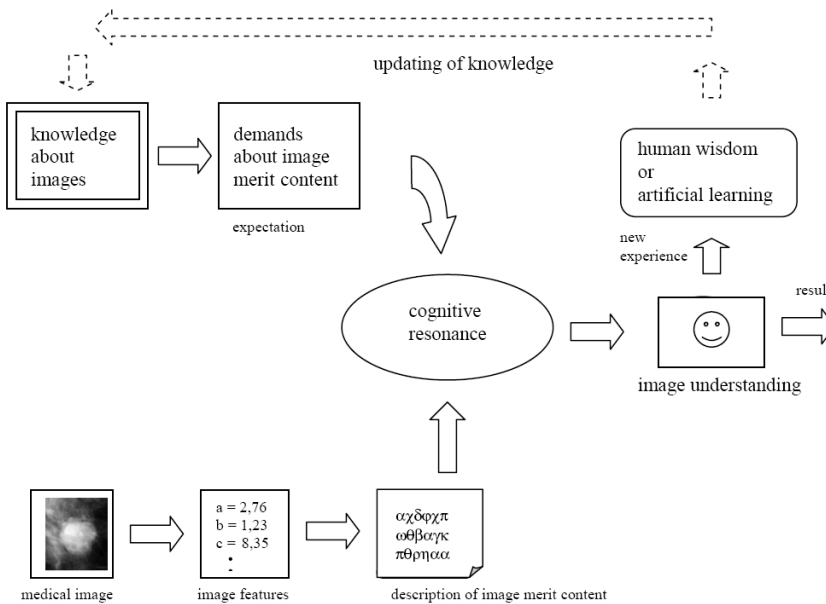 updating of knowledge
knowledge
about
images
demands
about image
merit content
expectation
human wisdom
or
artificial learning
new
experience
cognitive
resonance
resul
image understanding
a = 2,76
b = 1,23
c = 8,35
αχδφχπ
ωθβαγκ
πθρηαα
medical image
image features
description of image merit content